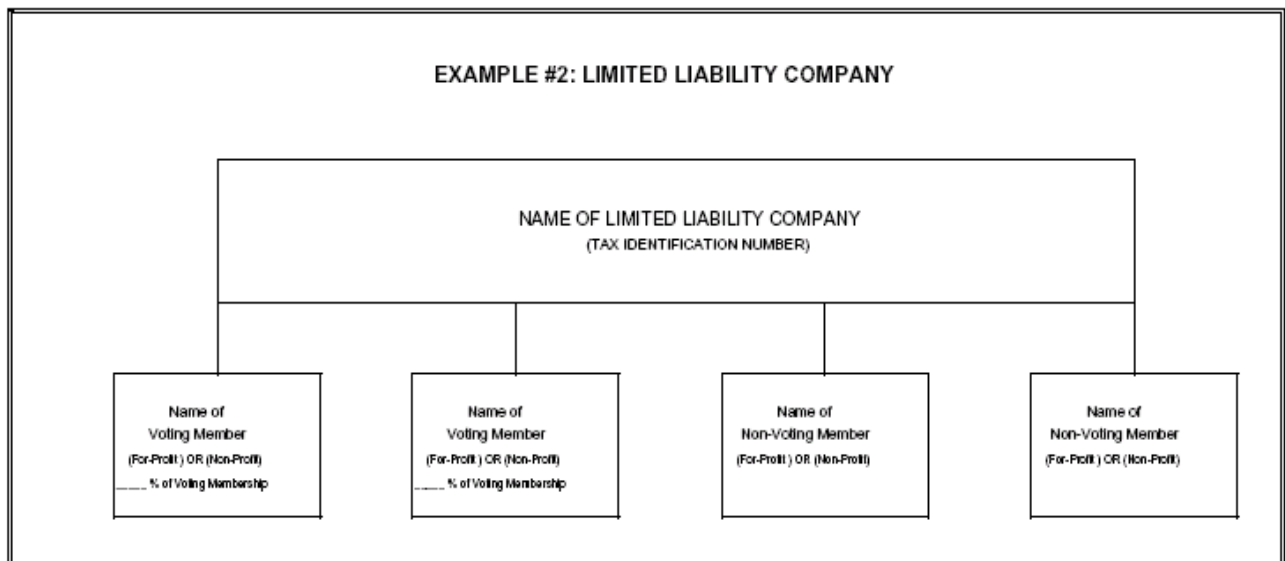 EXAMPLE #2: LIMITED LIABILITY COMPANY
NAME OF LIMITED LIABILITY COMPANY
(TAX IDENTIFICATION NUMBER)
Name of
Voting Member
(For-Profit ) OR (Non-Profit)
_____ % of Voting Membership
Name of
Voting Member
(For-Profit ) OR (Non-Profit)
_____ % of Voting Membership
Name of
Non-Voting Member
(For-Profit ) OR (Non-Profit)
Name of
Non-Voting Member
(For-Profit ) OR (Non-Profit)